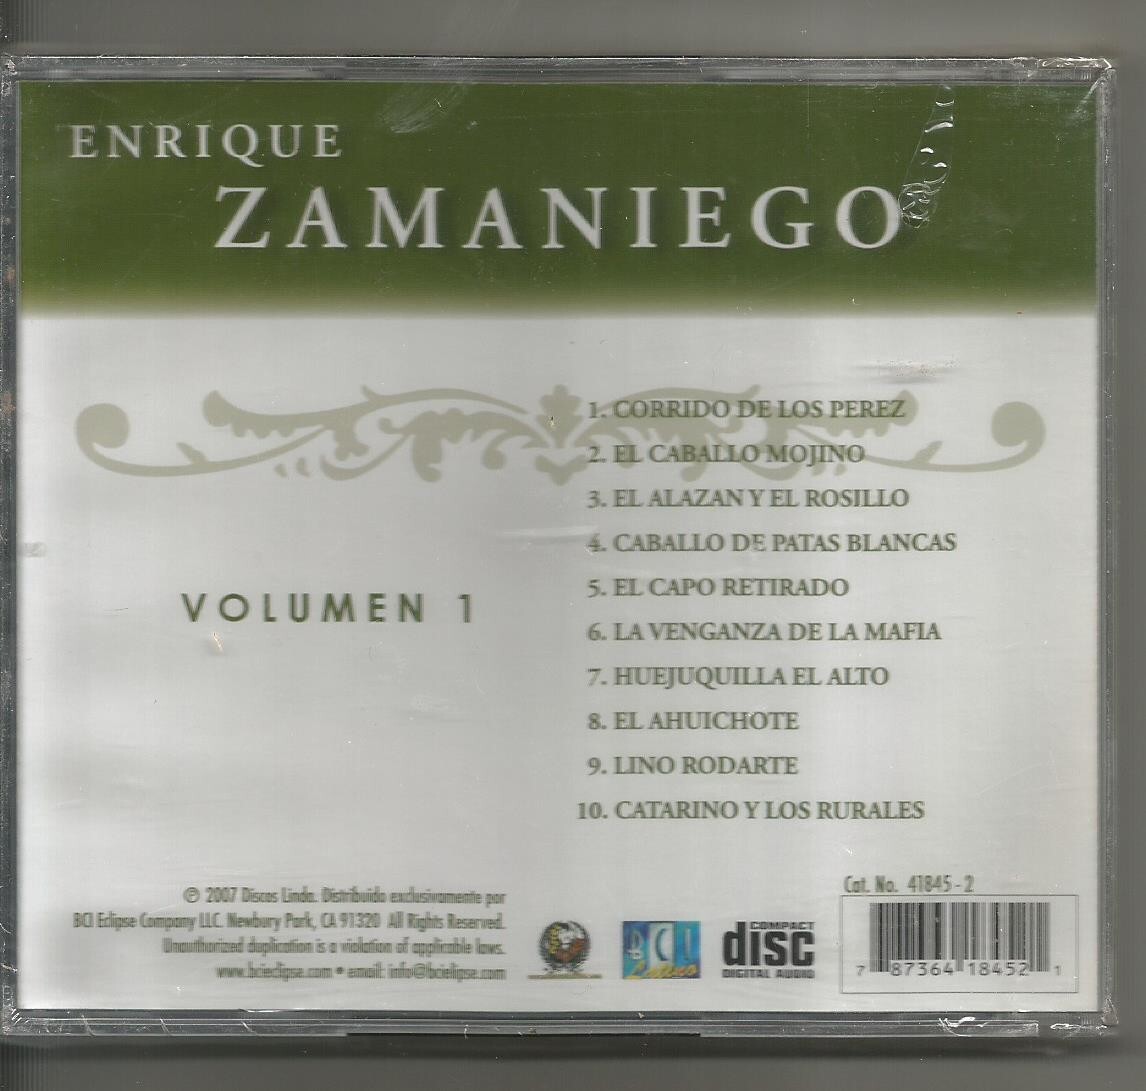 ENRIQUE
ZAMANIEGO
1. CORRIDO DE LOS PEREZ
2. EL CABALLO MOJINO
3. EL ALAZAN Y EL ROSILLO
4. CABALLO DE PATAS BLANCAS
5. EL CAPO RETIRADO
6. LA VENGANZA DE LA MAFIA
7. HUEJUQUILLA EL ALTO
8. EL AHUICHOTE
9. LINO RODARTE
10. CATARINO Y LOS RURALES
VOLUMEN 1
℗ 2007 Discos Linda. Distribuido exclusivamente por
BCI Eclipse Company LLC. Newbury Park, CA 91320 All Rights Reserved.
Unauthorized duplication is a violation of applicable laws.
www.bcieclipse.com • email: info@bcieclipse.com
BCI
Latino
COMPACT
disc
DIGITAL AUDIO
Cat. No. 41845-2
7 87364 18452 1